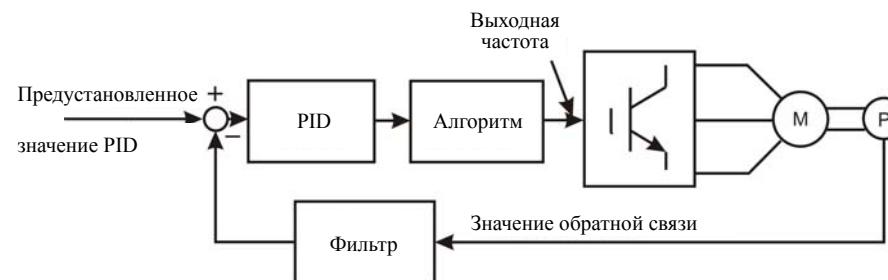 Выходная
частота
Предустановленное
значение PID
+
−
PID
Алгоритм
M
P
Значение обратной связи
Фильтр